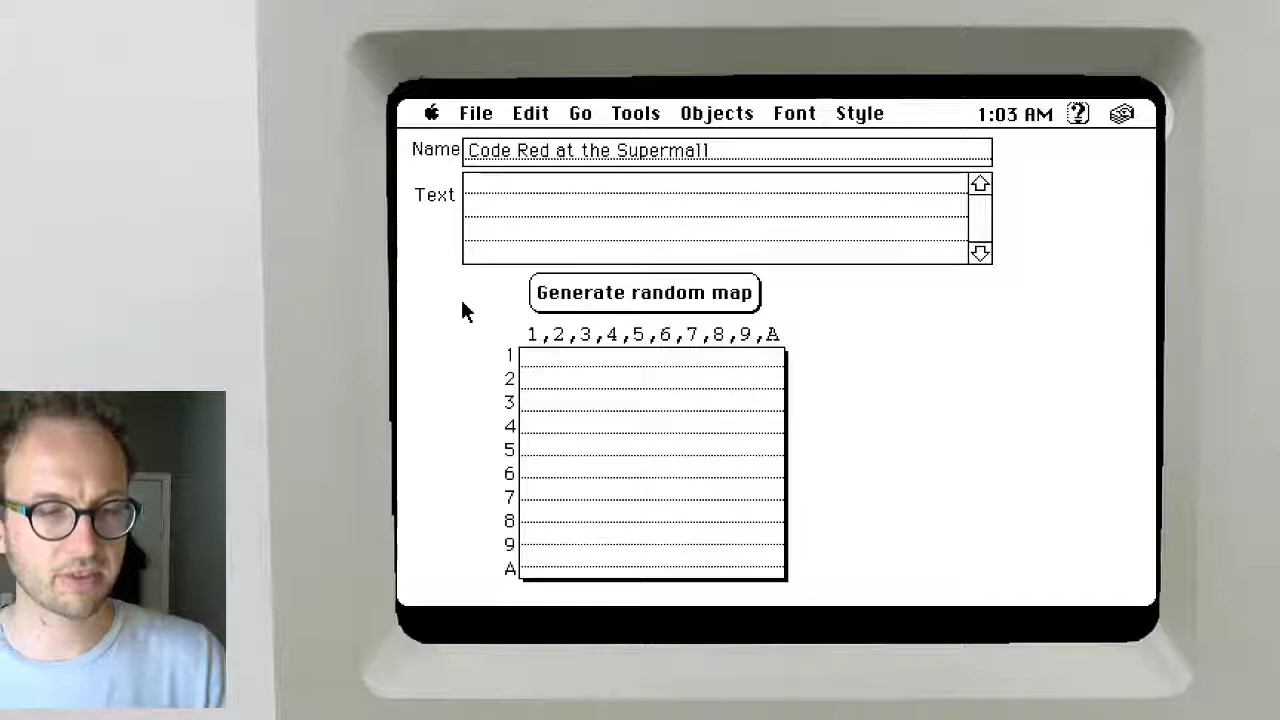 File Edit Go Tools Objects Font Style 1:03 AM
Name Code Red at the Supermall
Text
Generate random map
1,2,3,4,5,6,7,8,9,A
1
2
3
4
5
6
7
8
9
A